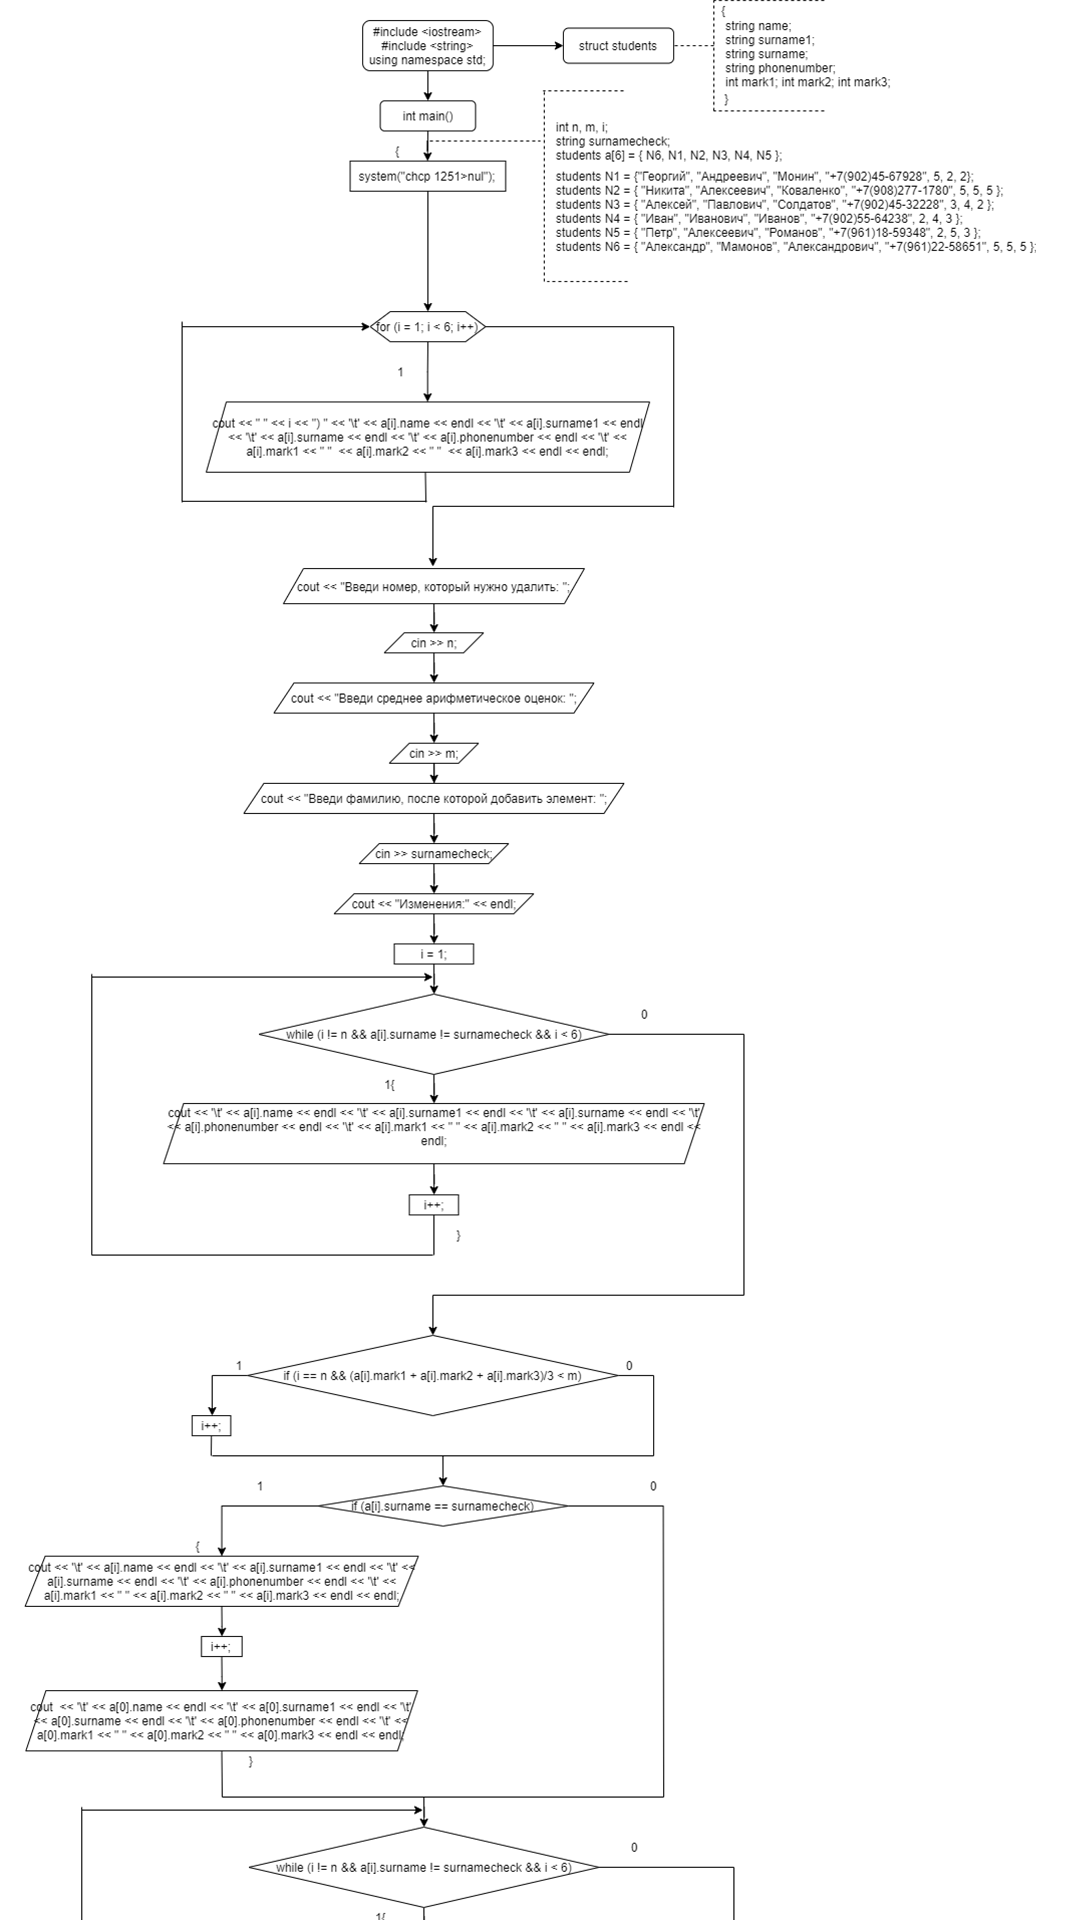 #include <iostream>
#include <string>
using namespace std;
struct students
{
string name;
string surname1;
string surname;
string phonenumber;
int mark1; int mark2; int mark3;
}
int main()
{
system("chcp 1251>nul");
int n, m, i;
string surnamecheck;
students a[6] = { N6, N1, N2, N3, N4, N5 };
students N1 = {"Георгий", "Андреевич", "Монин", "+7(902)45-67928", 5, 2, 2};
students N2 = { "Никита", "Алексеевич", "Коваленко", "+7(908)277-1780", 5, 5, 5 };
students N3 = { "Алексей", "Павлович", "Солдатов", "+7(902)45-32228", 3, 4, 2 };
students N4 = { "Иван", "Иванович", "Иванов", "+7(902)55-64238", 2, 4, 3 };
students N5 = { "Петр", "Алексеевич", "Романов", "+7(961)18-59348", 2, 5, 3 };
students N6 = { "Александр", "Мамонов", "Александрович", "+7(961)22-58651", 5, 5, 5 };
for (i = 1; i < 6; i++)
1
cout << " " << i << ") " << '\t' << a[i].name << endl << '\t' << a[i].surname1 << endl
<< '\t' << a[i].surname << endl << '\t' << a[i].phonenumber << endl << '\t' <<
a[i].mark1 << " " << a[i].mark2 << " " << a[i].mark3 << endl << endl;
cout << "Введи номер, который нужно удалить: ";
cin >> n;
cout << "Введи среднее арифметическое оценок: ";
cin >> m;
cout << "Введи фамилию, после которой добавить элемент: ";
cin >> surnamecheck;
cout << "Изменения:" << endl;
i = 1;
while (i != n && a[i].surname != surnamecheck && i < 6)
0
1{
cout << '\t' << a[i].name << endl << '\t' << a[i].surname1 << endl << '\t' << a[i].surname << endl << '\t'
<< a[i].phonenumber << endl << '\t' << a[i].mark1 << " " << a[i].mark2 << " " << a[i].mark3 << endl <<
endl;
i++;
}
if (i == n && (a[i].mark1 + a[i].mark2 + a[i].mark3)/3 < m)
1
0
i++;
if (a[i].surname == surnamecheck)
1
0
{
cout << '\t' << a[i].name << endl << '\t' << a[i].surname1 << endl << '\t' <<
a[i].surname << endl << '\t' << a[i].phonenumber << endl << '\t' <<
a[i].mark1 << " " << a[i].mark2 << " " << a[i].mark3 << endl << endl;
i++;
cout << '\t' << a[0].name << endl << '\t' << a[0].surname1 << endl << '\t'
<< a[0].surname << endl << '\t' << a[0].phonenumber << endl << '\t' <<
a[0].mark1 << " " << a[0].mark2 << " " << a[0].mark3 << endl << endl;
}
while (i != n && a[i].surname != surnamecheck && i < 6)
0
1{